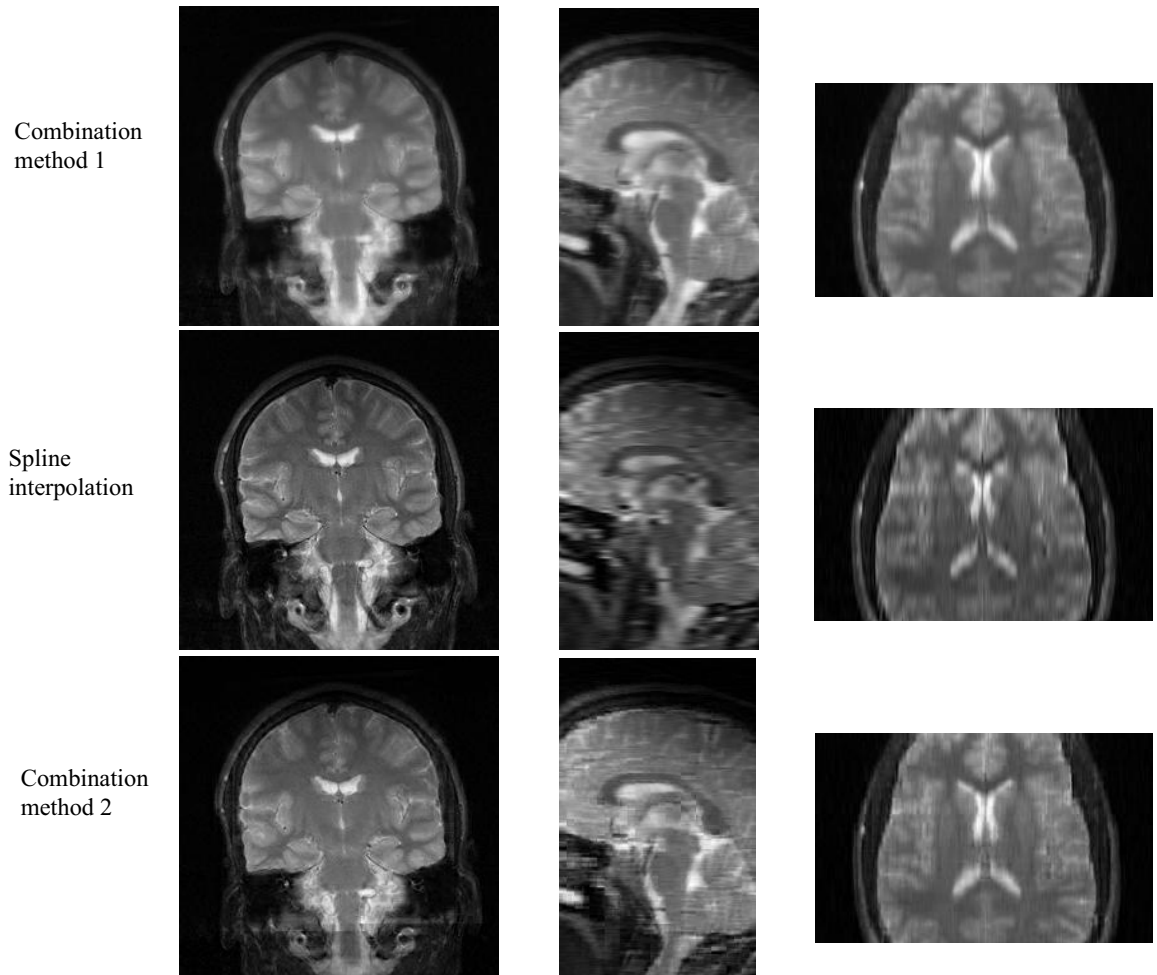 Combination
method 1
Spline
interpolation
Combination
method 2